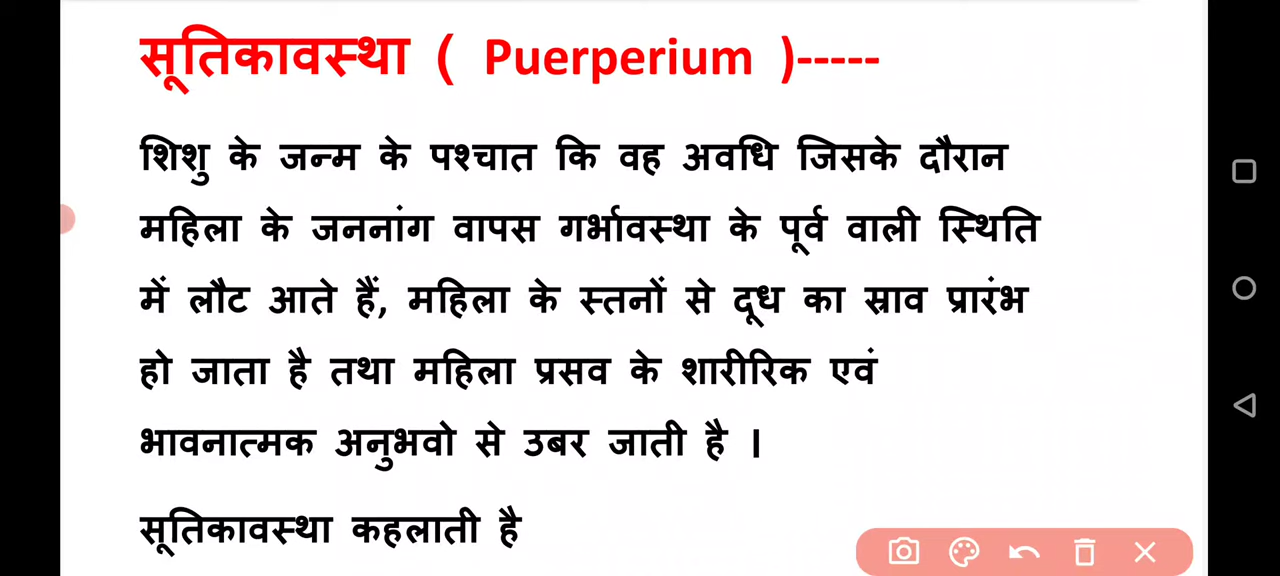 सूतिकावस्था ( Puerperium )-----
शिशु के जन्म के पश्चात कि वह अवधि जिसके दौरान
महिला के जननांग वापस गर्भावस्था के पूर्व वाली स्थिति
में लौट आते हैं, महिला के स्तनों से दूध का स्राव प्रारंभ
हो जाता है तथा महिला प्रसव के शारीरिक एवं
भावनात्मक अनुभवो से उबर जाती है ।
सूतिकावस्था कहलाती है